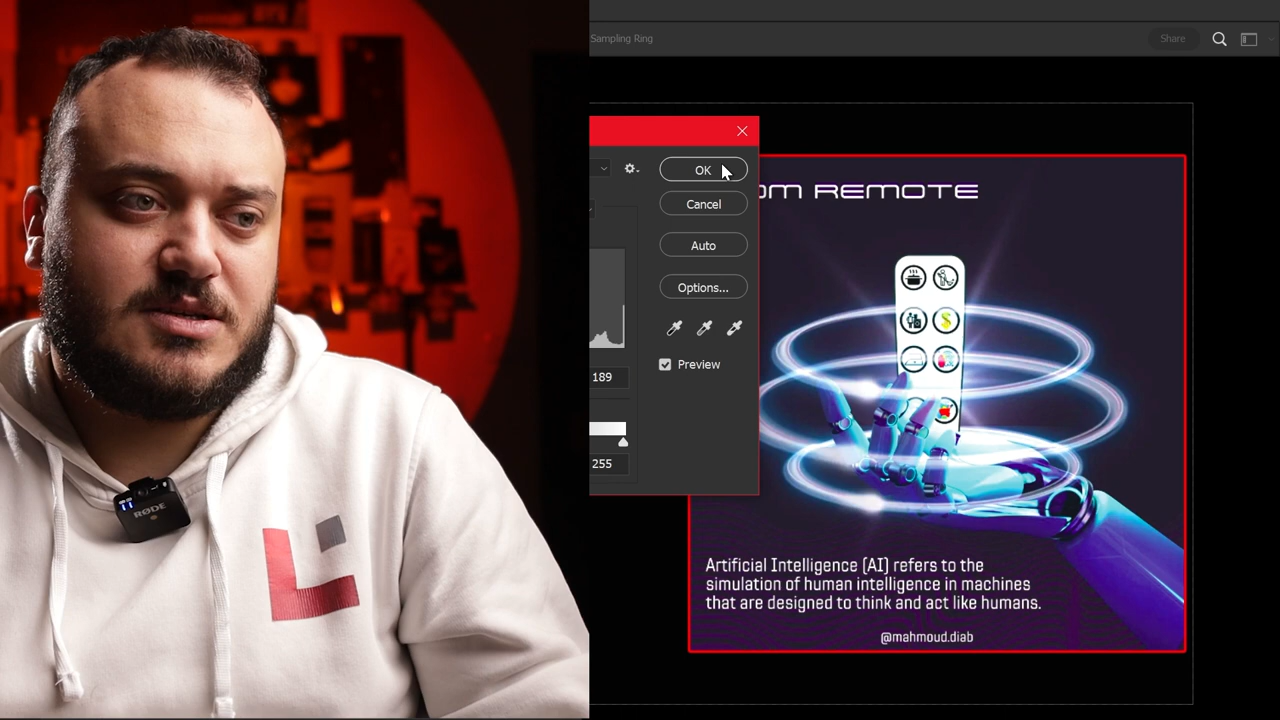 Sampling Ring
Share
OK
Cancel
Auto
Options...
189
Preview
255
OM REMOTE
Artificial Intelligence (AI) refers to the
simulation of human intelligence in machines
that are designed to think and act like humans.
@mahmoud.diab
RØDE